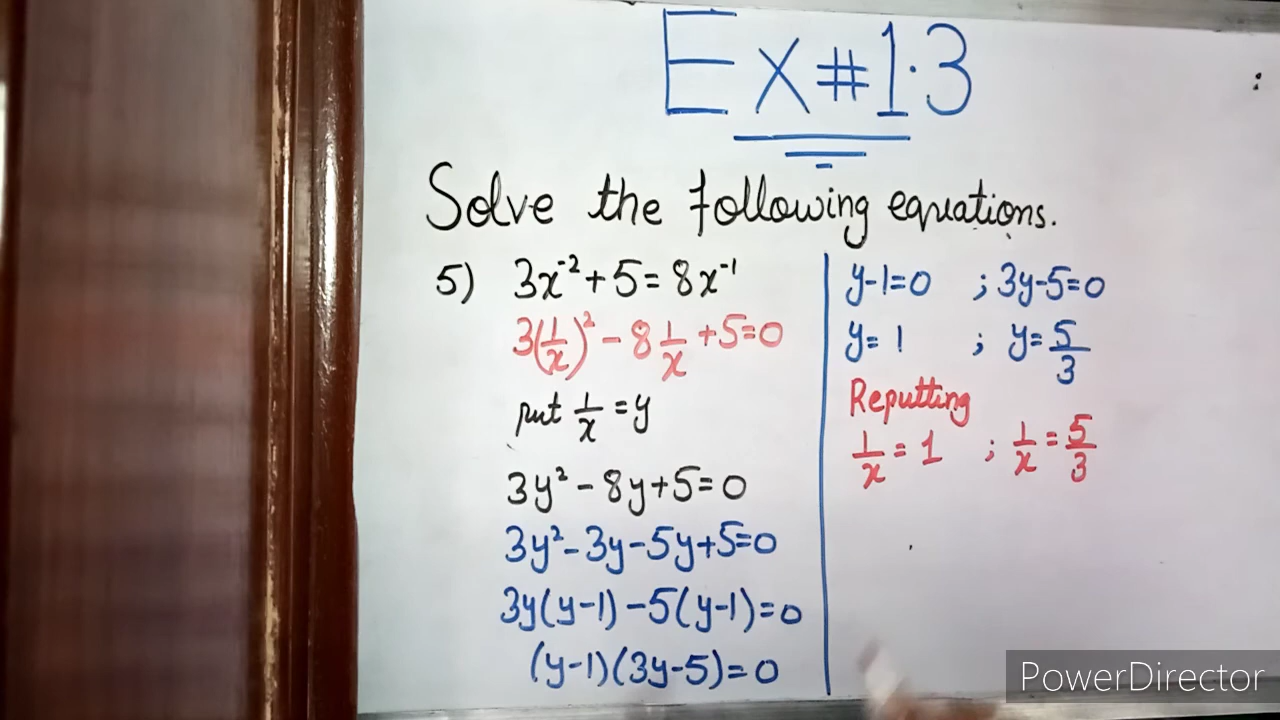 Ex#1.3
Solve the following equations.
5) 3x⁻² + 5 = 8x⁻¹
3(1/x)² - 8 1/x + 5 = 0
put 1/x = y
3y² - 8y + 5 = 0
3y² - 3y - 5y + 5 = 0
3y(y-1) - 5(y-1) = 0
(y-1)(3y-5) = 0
y-1=0 ; 3y-5=0
y= 1 ; y= 5/3
Reputting
1/x = 1 ; 1/x = 5/3
PowerDirector